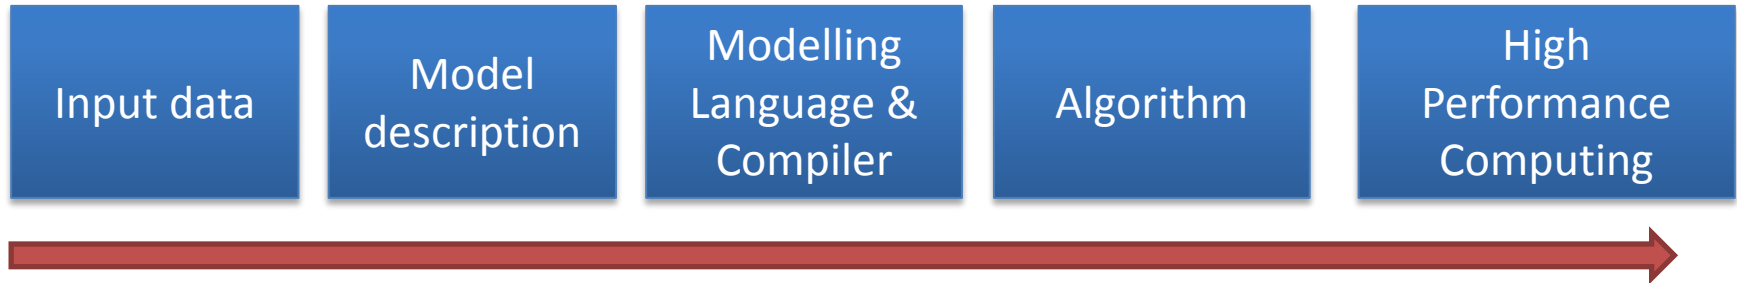 Input data
Model
description
Modelling
Language &
Compiler
Algorithm
High
Performance
Computing